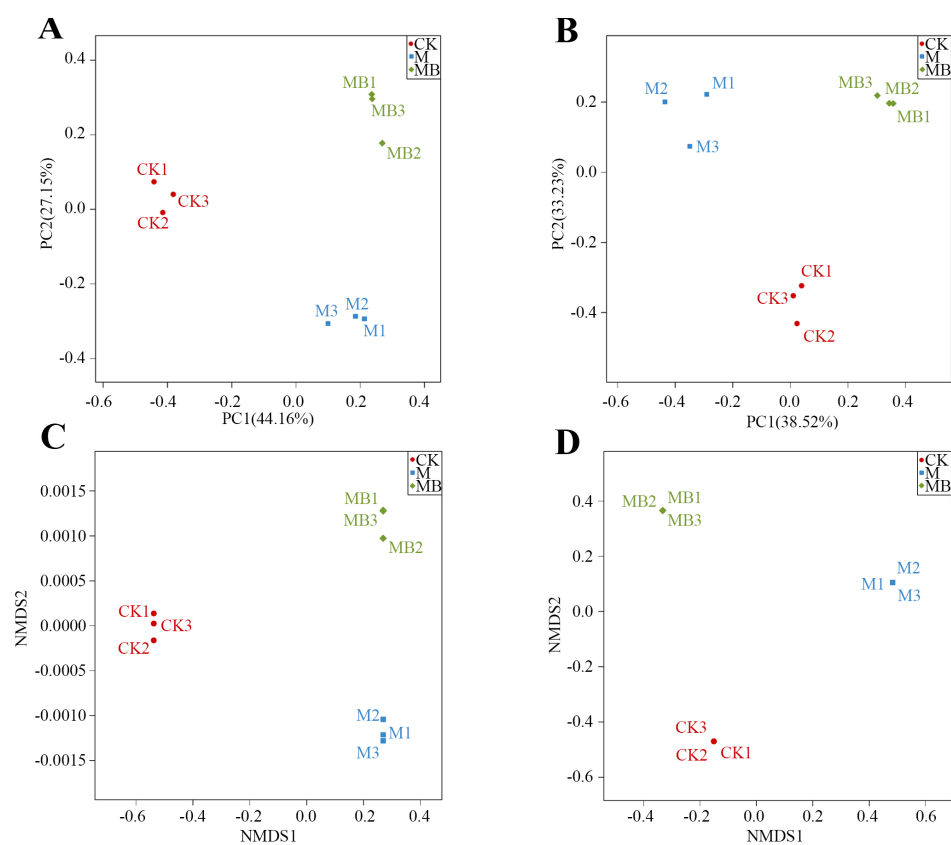 A
CK
M
MB
0.4
0.2
0.0
-0.2
-0.4
PC2(27.15%)
MB1
MB3
MB2
CK1
CK3
CK2
M3
M2
M1
-0.6
-0.4
-0.2
0.0
0.2
0.4
PC1(44.16%)
B
CK
M
MB
0.2
0.0
-0.2
-0.4
PC2(33.23%)
M2
M1
M3
MB3
MB2
MB1
CK1
CK3
CK2
-0.6
-0.4
-0.2
0.0
0.2
0.4
PC1(38.52%)
C
CK
M
MB
0.0015
0.0010
0.0005
0.0000
-0.0005
-0.0010
-0.0015
NMDS2
MB1
MB3
MB2
CK1
CK3
CK2
M2
M1
M3
-0.6
-0.4
-0.2
0.0
0.2
0.4
NMDS1
D
CK
M
MB
0.4
0.2
0.0
-0.2
-0.4
-0.6
NMDS2
MB2
MB1
MB3
M2
M1
M3
CK3
CK2
CK1
-0.4
-0.2
0.0
0.2
0.4
0.6
NMDS1